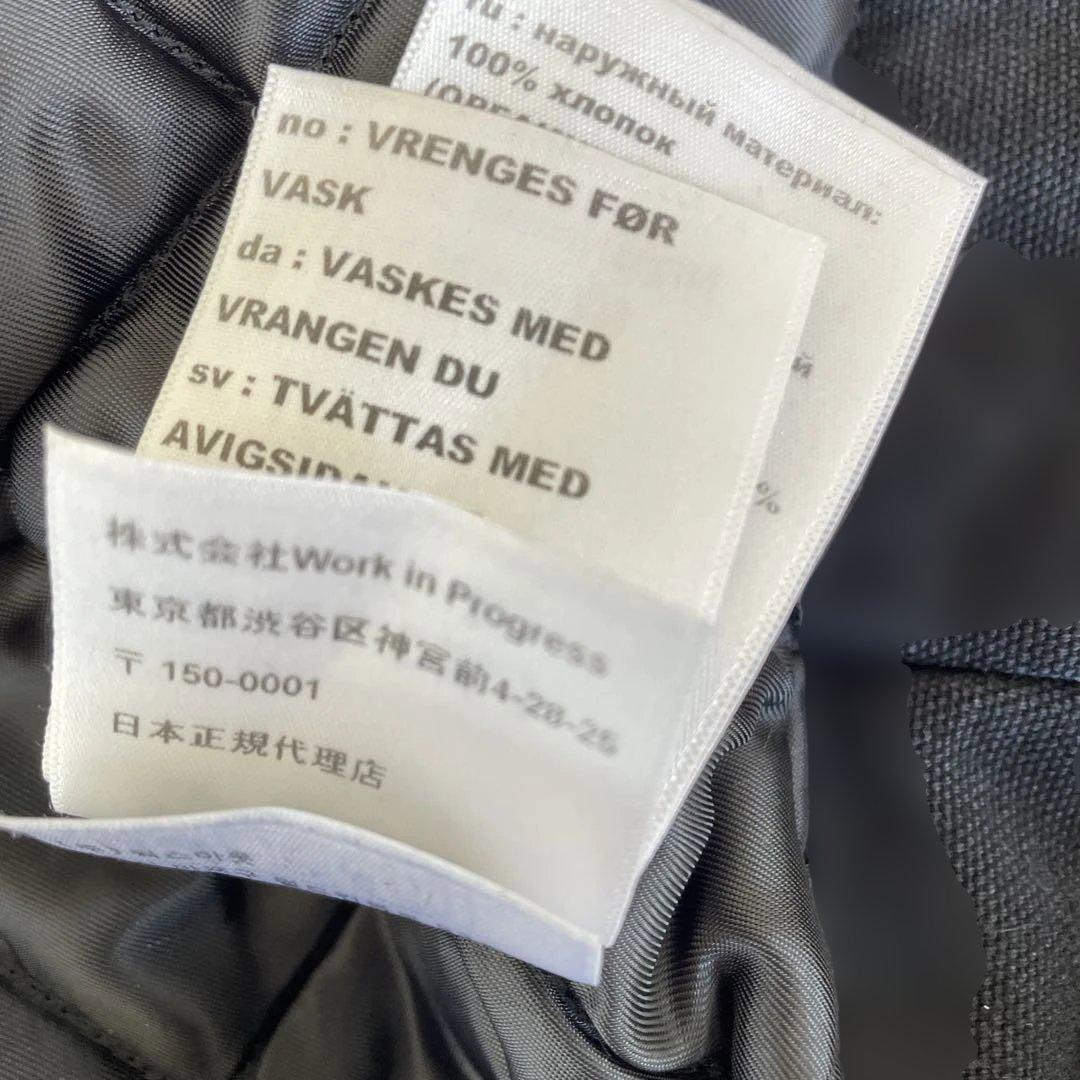 ru : наружный материал:
100% хлопок
no : VRENGES FØR
VASK
da : VASKES MED
VRANGEN DU
sv : TVÄTTAS MED
%
株式会社Work in Progress
東京都渋谷区神宮前4-28-25
〒 150-0001
日本正規代理店